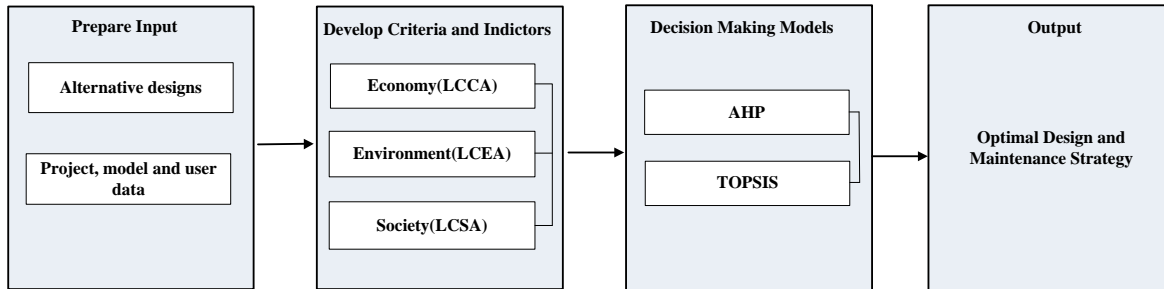 Prepare Input
Alternative designs
Project, model and user
data
Develop Criteria and Indictors
Economy(LCCA)
Environment(LCEA)
Society(LCSA)
Decision Making Models
AHP
TOPSIS
Output
Optimal Design and
Maintenance Strategy